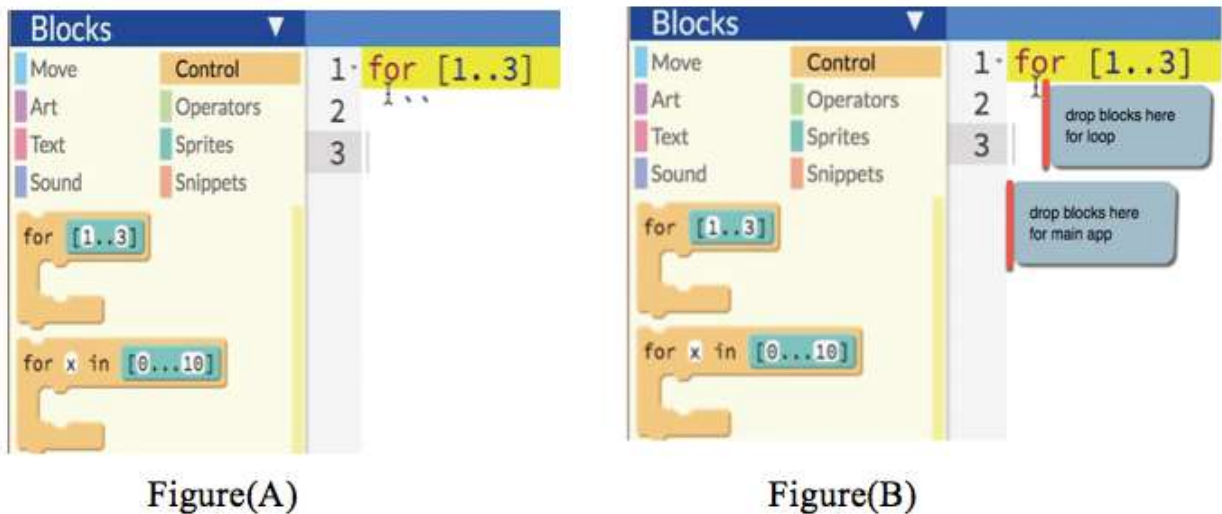 Blocks ▼
Move Control
Art Operators
Text Sprites
Sound Snippets
for [1..3]
for x in [0...10]
1 for [1..3]
2 ``
3
Figure(A)
Blocks ▼
Move Control
Art Operators
Text Sprites
Sound Snippets
for [1..3]
for x in [0...10]
1 for [1..3]
2
3
drop blocks here
for loop
drop blocks here
for main app
Figure(B)